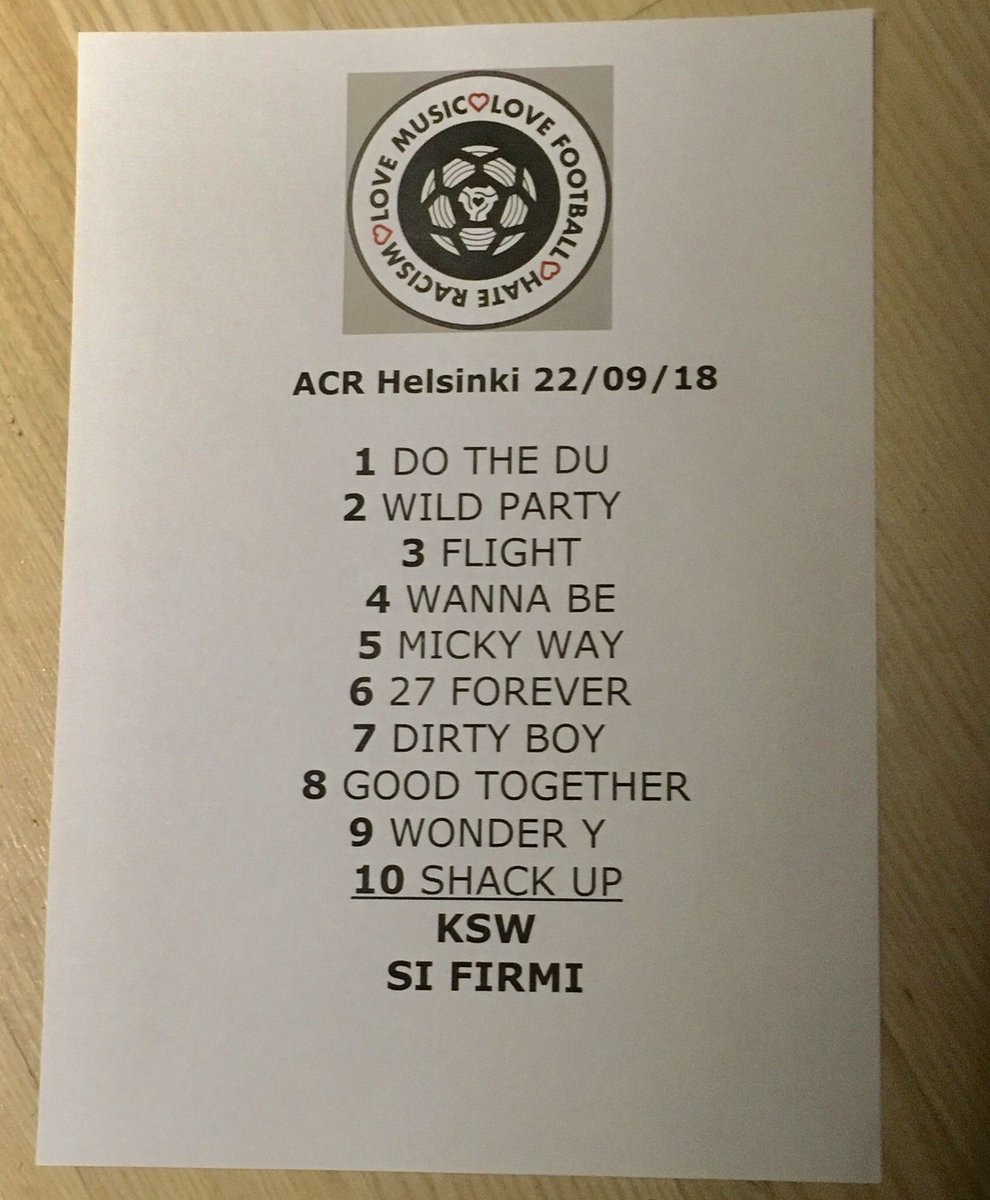 LOVE MUSIC♡LOVE FOOTBALL♡HATE RACISM♡
ACR Helsinki 22/09/18
1 DO THE DU
2 WILD PARTY
3 FLIGHT
4 WANNA BE
5 MICKY WAY
6 27 FOREVER
7 DIRTY BOY
8 GOOD TOGETHER
9 WONDER Y
10 SHACK UP
KSW
SI FIRMI